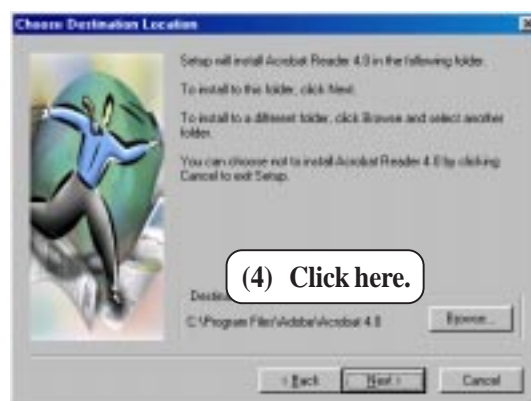 Choose Destination Location
Setup will install Acrobat Reader 4.0 in the following folder.
To install to this folder, click Next.
To install to a different folder, click Browse and select another
folder.
You can choose not to install Acrobat Reader 4.0 by clicking
Cancel to exit Setup.
(4) Click here.
C:\Program Files\Adobe\Acrobat 4.0
Browse...
< Back
Next >
Cancel